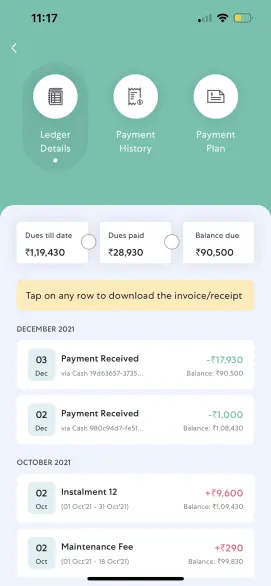 11:17
Ledger
Details
Payment
History
Payment
Plan
Dues till date
₹1,19,430
Dues paid
₹28,930
Balance due
₹90,500
Tap on any row to download the invoice/receipt
DECEMBER 2021
03
Dec
Payment Received
-₹17,930
via Cash 19d63657-3735...
Balance: ₹90,500
02
Dec
Payment Received
-₹1,000
via Cash 980c94d7-fe51...
Balance: ₹1,08,430
OCTOBER 2021
02
Oct
Instalment 12
+₹9,600
(01 Oct'21 - 31 Oct'21)
Balance: ₹1,09,430
02
Oct
Maintenance Fee
+₹290
(01 Oct'21 - 18 Oct'21)
Balance: ₹99,830